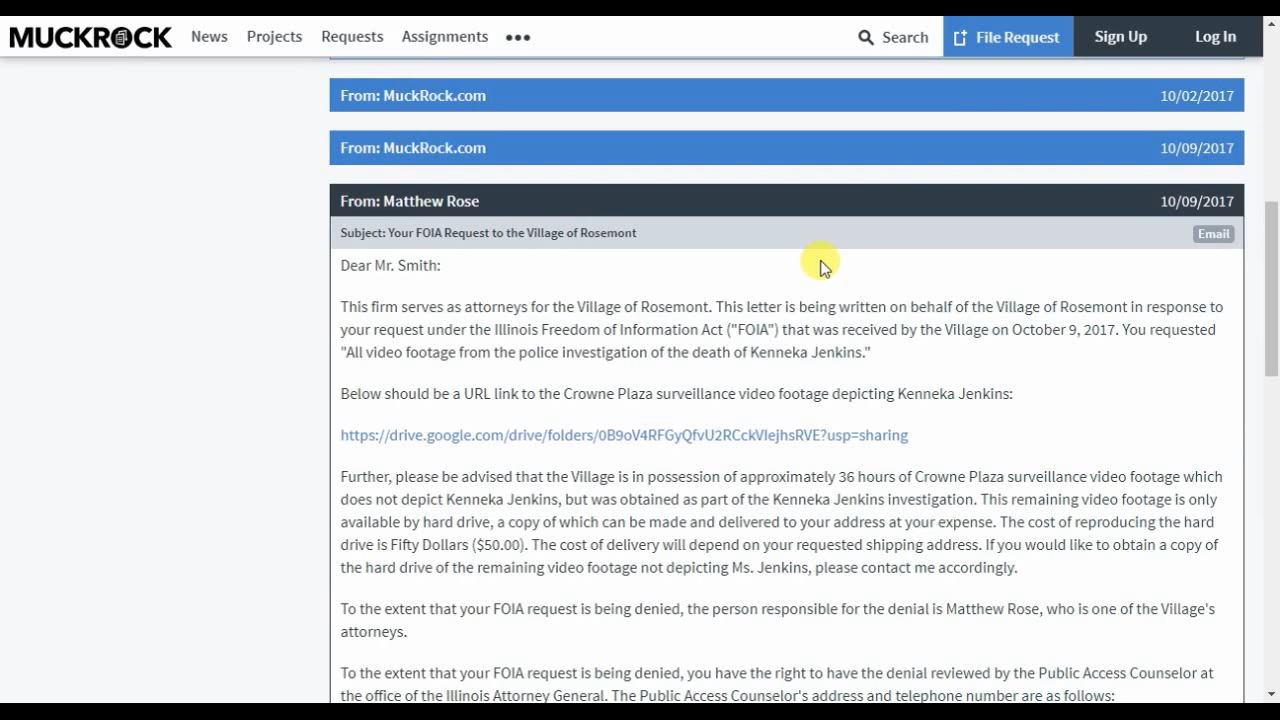 MUCKROCK News Projects Requests Assignments ••• Search File Request Sign Up Log In
From: MuckRock.com 10/02/2017
From: MuckRock.com 10/09/2017
From: Matthew Rose 10/09/2017
Subject: Your FOIA Request to the Village of Rosemont Email
Dear Mr. Smith:
This firm serves as attorneys for the Village of Rosemont. This letter is being written on behalf of the Village of Rosemont in response to
your request under the Illinois Freedom of Information Act ("FOIA") that was received by the Village on October 9, 2017. You requested
"All video footage from the police investigation of the death of Kenneka Jenkins."
Below should be a URL link to the Crowne Plaza surveillance video footage depicting Kenneka Jenkins:
https://drive.google.com/drive/folders/0B9oV4RFGyQfvU2RCckVIejhsRVE?usp=sharing
Further, please be advised that the Village is in possession of approximately 36 hours of Crowne Plaza surveillance video footage which
does not depict Kenneka Jenkins, but was obtained as part of the Kenneka Jenkins investigation. This remaining video footage is only
available by hard drive, a copy of which can be made and delivered to your address at your expense. The cost of reproducing the hard
drive is Fifty Dollars ($50.00). The cost of delivery will depend on your requested shipping address. If you would like to obtain a copy of
the hard drive of the remaining video footage not depicting Ms. Jenkins, please contact me accordingly.
To the extent that your FOIA request is being denied, the person responsible for the denial is Matthew Rose, who is one of the Village's
attorneys.
To the extent that your FOIA request is being denied, you have the right to have the denial reviewed by the Public Access Counselor at
the office of the Illinois Attorney General. The Public Access Counselor's address and telephone number are as follows: